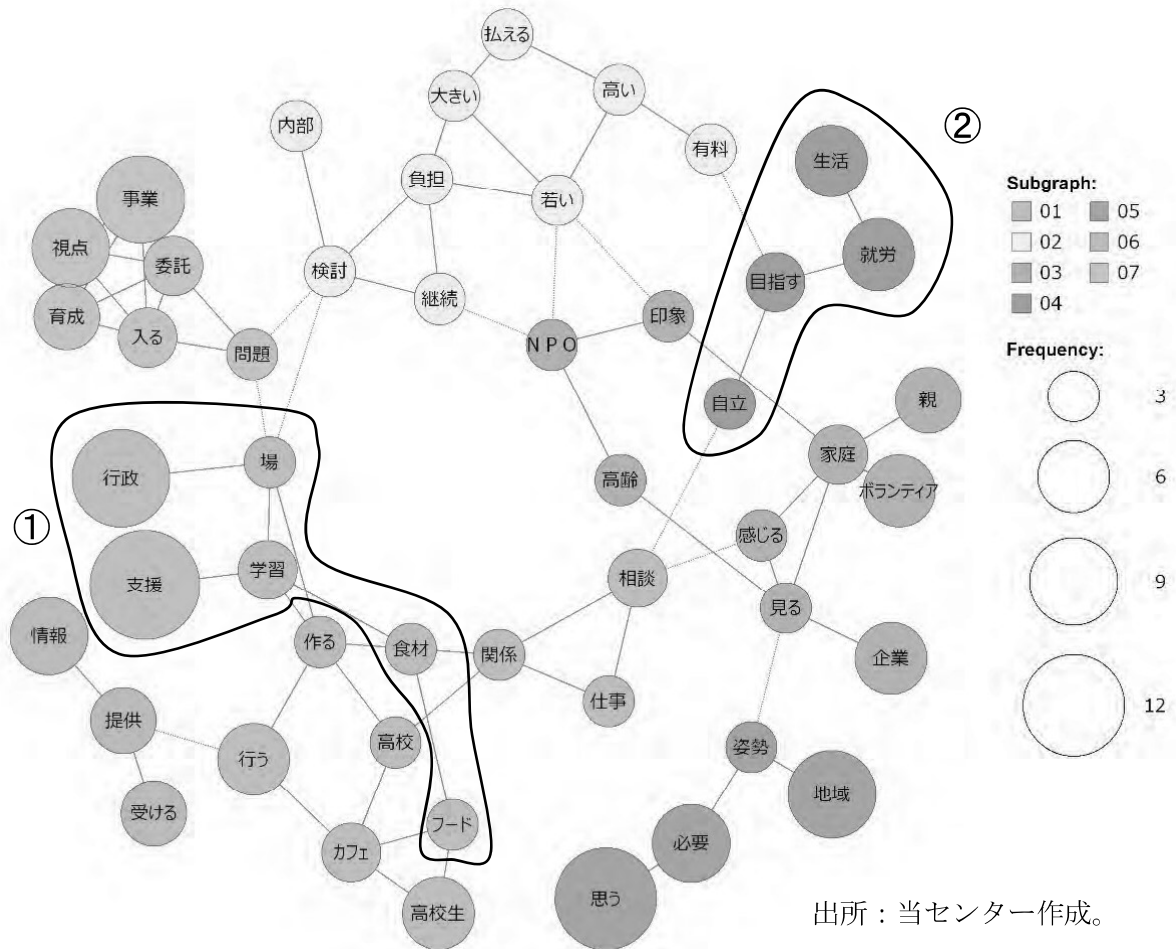 払える
大きい
高い
内部
有料
②
生活
負担
若い
事業
視点
委託
検討
目指す
就労
育成
入る
継続
印象
問題
NPO
自立
親
場
家庭
行政
高齢
ボランティア
①
感じる
支援
学習
相談
見る
情報
作る
食材
関係
企業
仕事
提供
高校
姿勢
行う
地域
受ける
フード
カフェ
必要
高校生
思う
Subgraph:
01 05
02 06
03 07
04
Frequency:
3
6
9
12
出所：当センター作成。